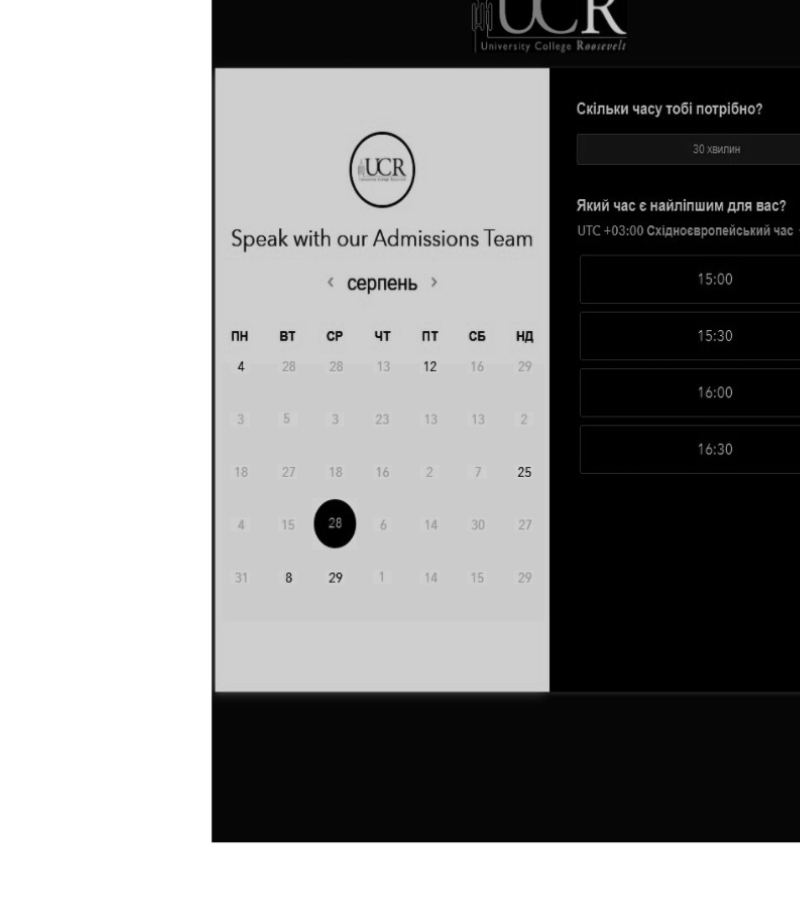 UCR
University College Roosevelt
UCR
Speak with our Admissions Team
‹ серпень ›
ПН ВТ СР ЧТ ПТ СБ НД
4 28 28 13 12 16 29
3 5 3 23 13 13 2
18 27 18 16 2 7 25
4 15 28 6 14 30 27
31 8 29 1 14 15 29
Скільки часу тобі потрібно?
30 хвилин
Який час є найліпшим для вас?
UTC +03:00 Східноєвропейський час
15:00
15:30
16:00
16:30